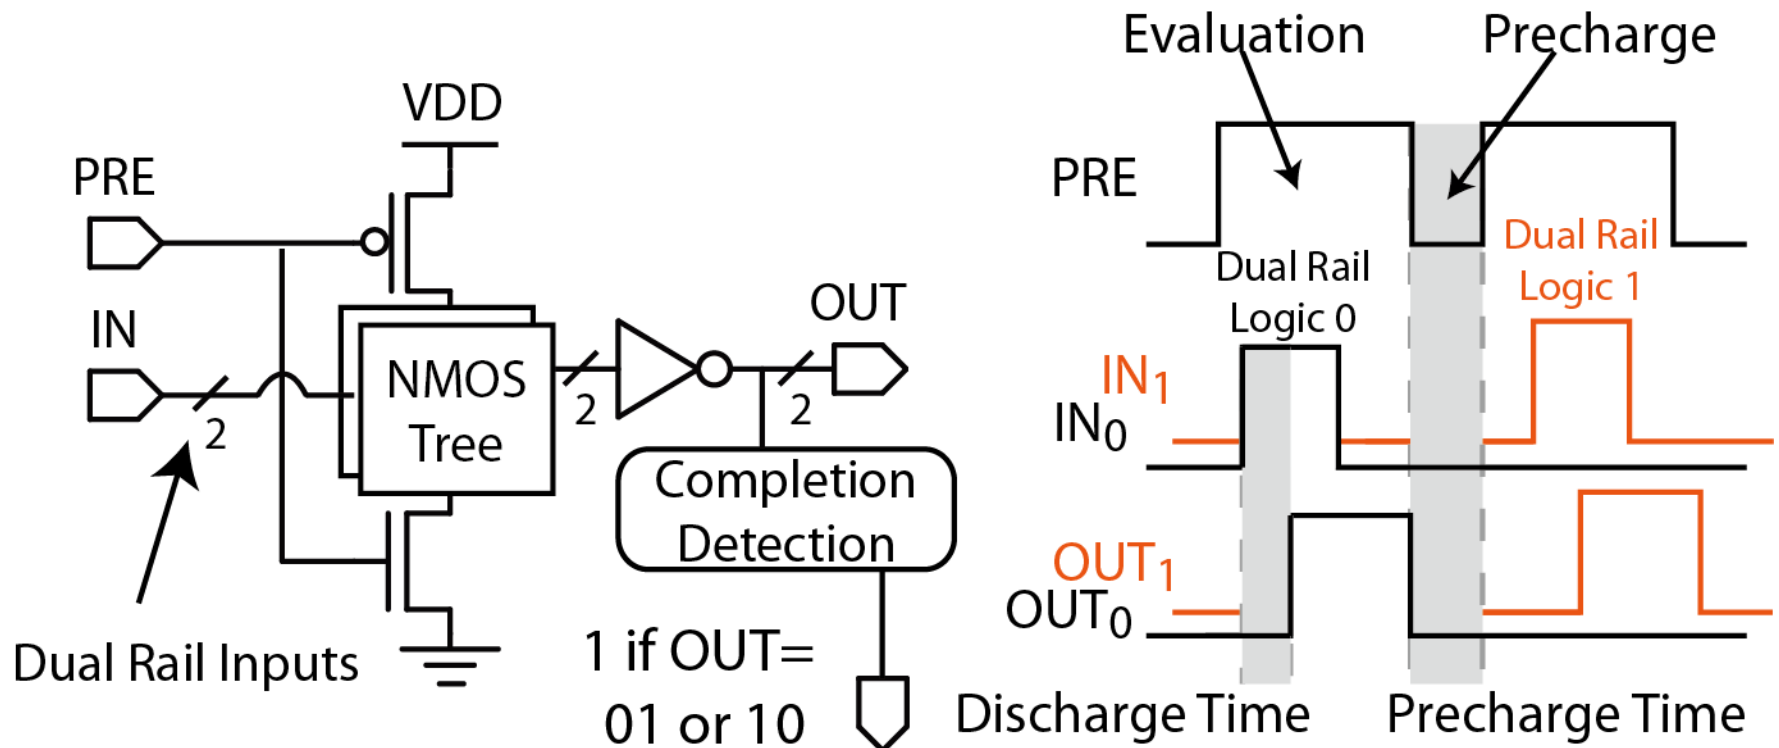 VDD
PRE
IN
2
NMOS
Tree
2
OUT
2
Completion
Detection
Dual Rail Inputs
1 if OUT=
01 or 10
Evaluation
Precharge
PRE
Dual Rail
Logic 0
Dual Rail
Logic 1
IN1
IN0
OUT1
OUT0
Discharge Time
Precharge Time